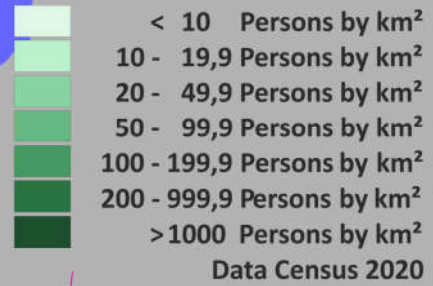 < 10 Persons by km²
10 - 19,9 Persons by km²
20 - 49,9 Persons by km²
50 - 99,9 Persons by km²
100 - 199,9 Persons by km²
200 - 999,9 Persons by km²
>1000 Persons by km²
Data Census 2020